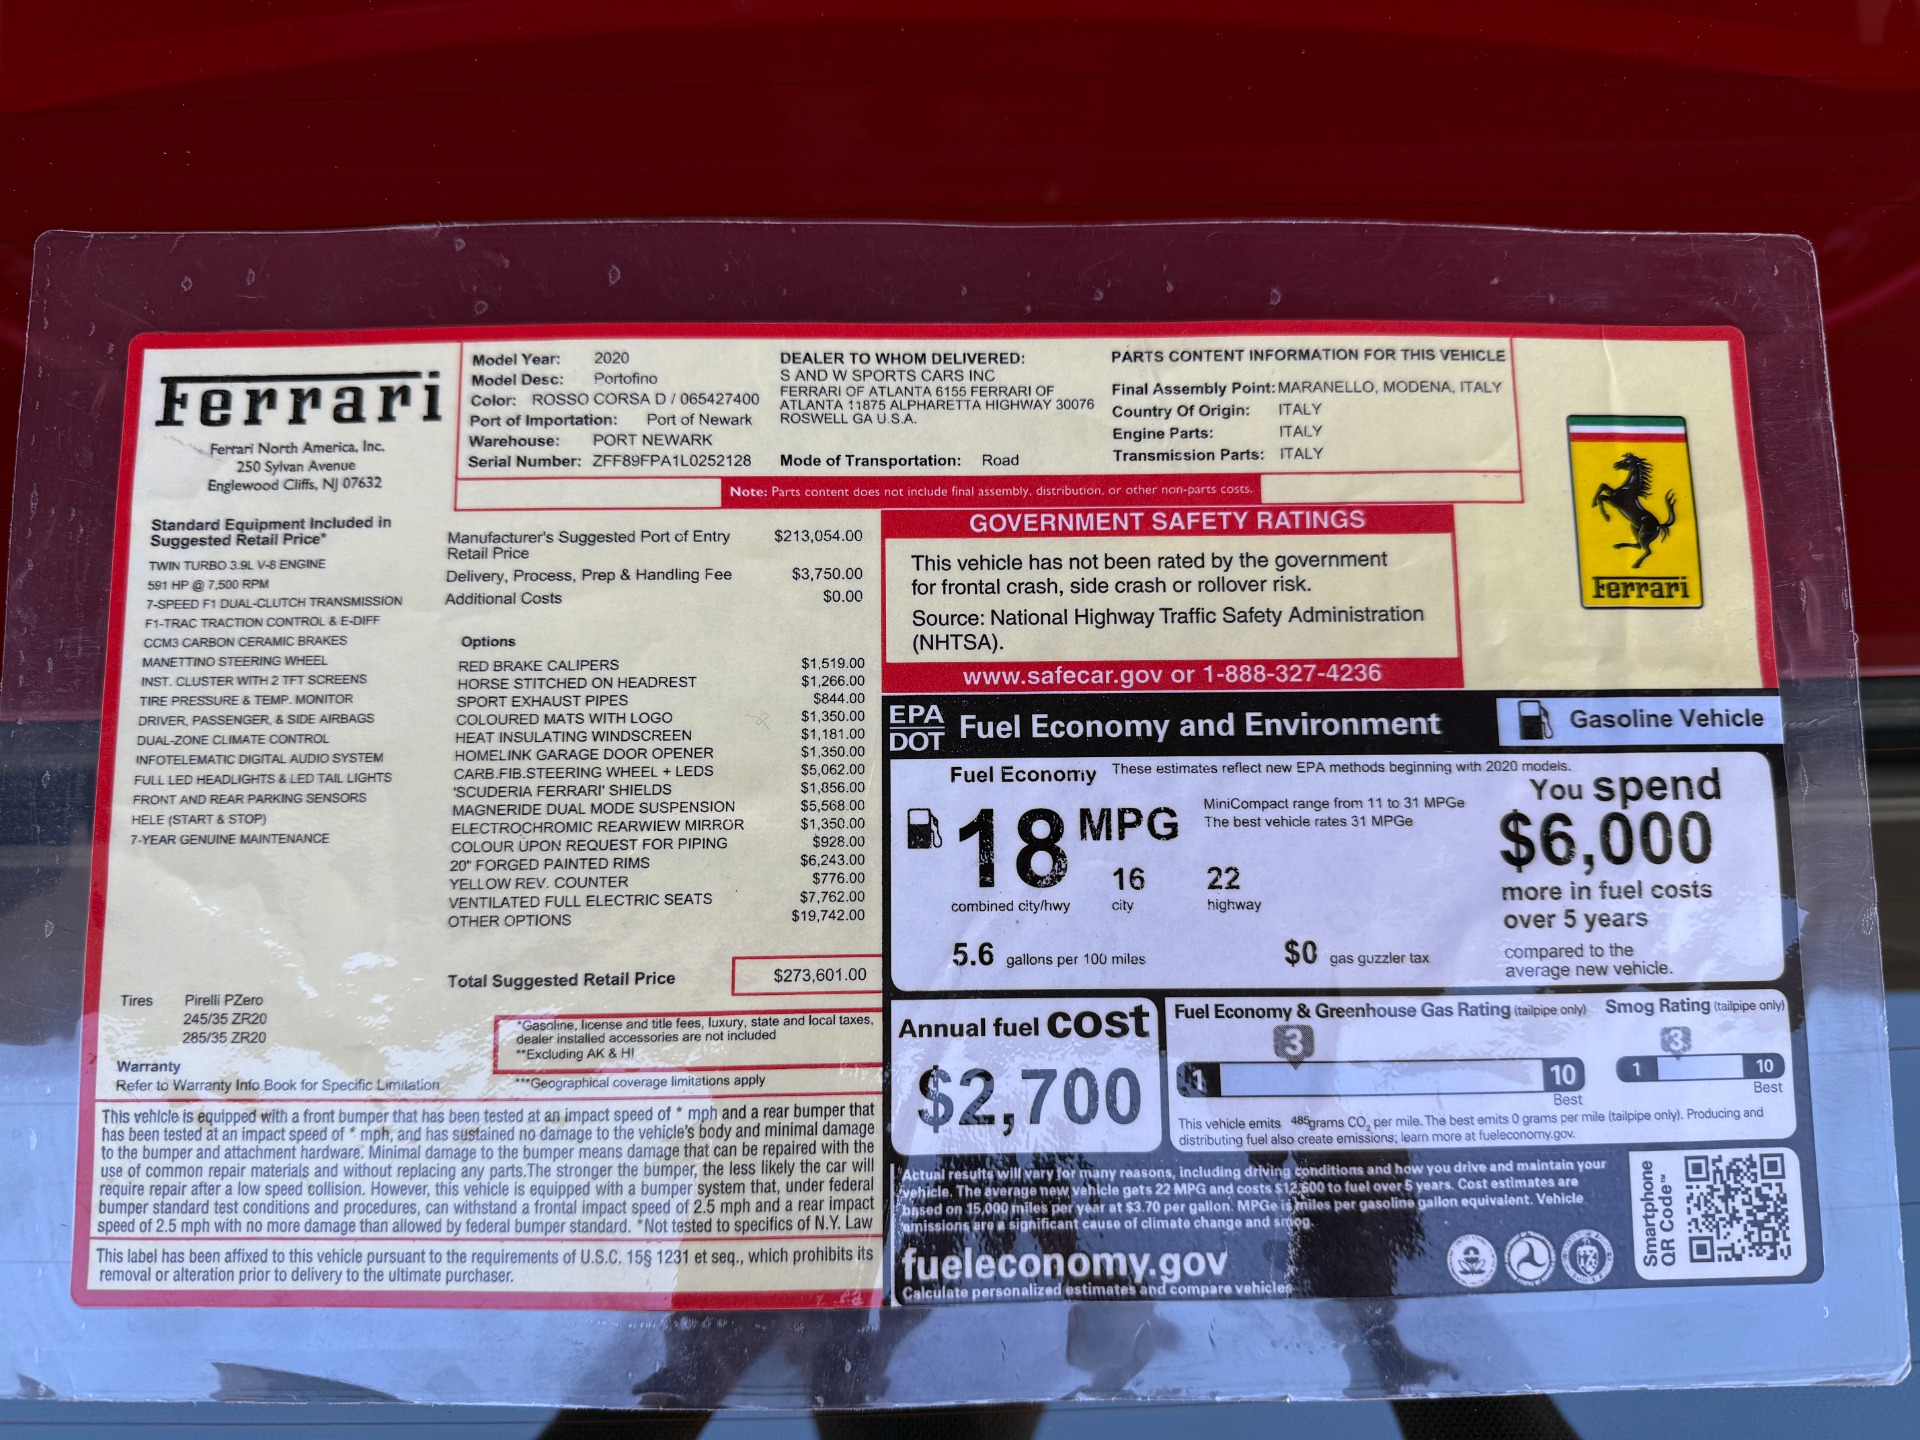 Ferrari
Ferrari North America, Inc.
250 Sylvan Avenue
Englewood Cliffs, NJ 07632
Model Year: 2020
Model Desc: Portofino
Color: ROSSO CORSA D / 065427400
Port of Importation: Port of Newark
Warehouse: PORT NEWARK
Serial Number: ZFF89FPA1L0252128
DEALER TO WHOM DELIVERED:
S AND W SPORTS CARS INC
FERRARI OF ATLANTA 6155 FERRARI OF
ATLANTA 11875 ALPHARETTA HIGHWAY 30076
ROSWELL GA U.S.A.
Mode of Transportation: Road
PARTS CONTENT INFORMATION FOR THIS VEHICLE
Final Assembly Point: MARANELLO, MODENA, ITALY
Country Of Origin: ITALY
Engine Parts: ITALY
Transmission Parts: ITALY
Note: Parts content does not include final assembly, distribution, or other non-parts costs.
Ferrari
Standard Equipment Included in
Suggested Retail Price*
TWIN TURBO 3.9L V-8 ENGINE
591 HP @ 7,500 RPM
7-SPEED F1 DUAL-CLUTCH TRANSMISSION
F1-TRAC TRACTION CONTROL & E-DIFF
CCM3 CARBON CERAMIC BRAKES
MANETTINO STEERING WHEEL
INST. CLUSTER WITH 2 TFT SCREENS
TIRE PRESSURE & TEMP. MONITOR
DRIVER, PASSENGER, & SIDE AIRBAGS
DUAL-ZONE CLIMATE CONTROL
INFOTELEMATIC DIGITAL AUDIO SYSTEM
FULL LED HEADLIGHTS & LED TAIL LIGHTS
FRONT AND REAR PARKING SENSORS
HELE (START & STOP)
7-YEAR GENUINE MAINTENANCE
Tires Pirelli PZero
245/35 ZR20
285/35 ZR20
Warranty
Refer to Warranty Info Book for Specific Limitation
Manufacturer's Suggested Port of Entry $213,054.00
Retail Price
Delivery, Process, Prep & Handling Fee $3,750.00
Additional Costs $0.00
Options
RED BRAKE CALIPERS $1,519.00
HORSE STITCHED ON HEADREST $1,266.00
SPORT EXHAUST PIPES $844.00
COLOURED MATS WITH LOGO $1,350.00
HEAT INSULATING WINDSCREEN $1,181.00
HOMELINK GARAGE DOOR OPENER $1,350.00
CARB.FIB.STEERING WHEEL + LEDS $5,062.00
'SCUDERIA FERRARI' SHIELDS $1,856.00
MAGNERIDE DUAL MODE SUSPENSION $5,568.00
ELECTROCHROMIC REARWIEW MIRROR $1,350.00
COLOUR UPON REQUEST FOR PIPING $928.00
20" FORGED PAINTED RIMS $6,243.00
YELLOW REV. COUNTER $776.00
VENTILATED FULL ELECTRIC SEATS $7,762.00
OTHER OPTIONS $19,742.00
Total Suggested Retail Price $273,601.00
*Gasoline, license and title fees, luxury, state and local taxes,
dealer installed accessories are not included
**Excluding AK & HI
***Geographical coverage limitations apply
This vehicle is equipped with a front bumper that has been tested at an impact speed of * mph and a rear bumper that
has been tested at an impact speed of * mph, and has sustained no damage to the vehicle's body and minimal damage
to the bumper and attachment hardware. Minimal damage to the bumper means damage that can be repaired with the
use of common repair materials and without replacing any parts.The stronger the bumper, the less likely the car will
require repair after a low speed collision. However, this vehicle is equipped with a bumper system that, under federal
bumper standard test conditions and procedures, can withstand a frontal impact speed of 2.5 mph and a rear impact
speed of 2.5 mph with no more damage than allowed by federal bumper standard. *Not tested to specifics of N.Y. Law
This label has been affixed to this vehicle pursuant to the requirements of U.S.C. 15§ 1231 et seq., which prohibits its
removal or alteration prior to delivery to the ultimate purchaser.
GOVERNMENT SAFETY RATINGS
This vehicle has not been rated by the government
for frontal crash, side crash or rollover risk.
Source: National Highway Traffic Safety Administration
(NHTSA).
www.safecar.gov or 1-888-327-4236
EPA
DOT
Fuel Economy and Environment
Gasoline Vehicle
Fuel Economy
These estimates reflect new EPA methods beginning with 2020 models.
18 MPG
combined city/hwy
16
city
22
highway
MiniCompact range from 11 to 31 MPGe
The best vehicle rates 31 MPGe
5.6 gallons per 100 miles
$0 gas guzzler tax
You spend
$6,000
more in fuel costs
over 5 years
compared to the
average new vehicle.
Annual fuel cost
$2,700
Fuel Economy & Greenhouse Gas Rating (tailpipe only)
3
1 10
Best
Smog Rating (tailpipe only)
3
1 10
Best
This vehicle emits 485grams CO2 per mile. The best emits 0 grams per mile (tailpipe only). Producing and
distributing fuel also create emissions; learn more at fueleconomy.gov.
Actual results will vary for many reasons, including driving conditions and how you drive and maintain your
vehicle. The average new vehicle gets 22 MPG and costs $12,600 to fuel over 5 years. Cost estimates are
based on 15,000 miles per year at $3.70 per gallon. MPGe is miles per gasoline gallon equivalent. Vehicle
emissions are a significant cause of climate change and smog.
fueleconomy.gov
Calculate personalized estimates and compare vehicles
Smartphone
QR Code™